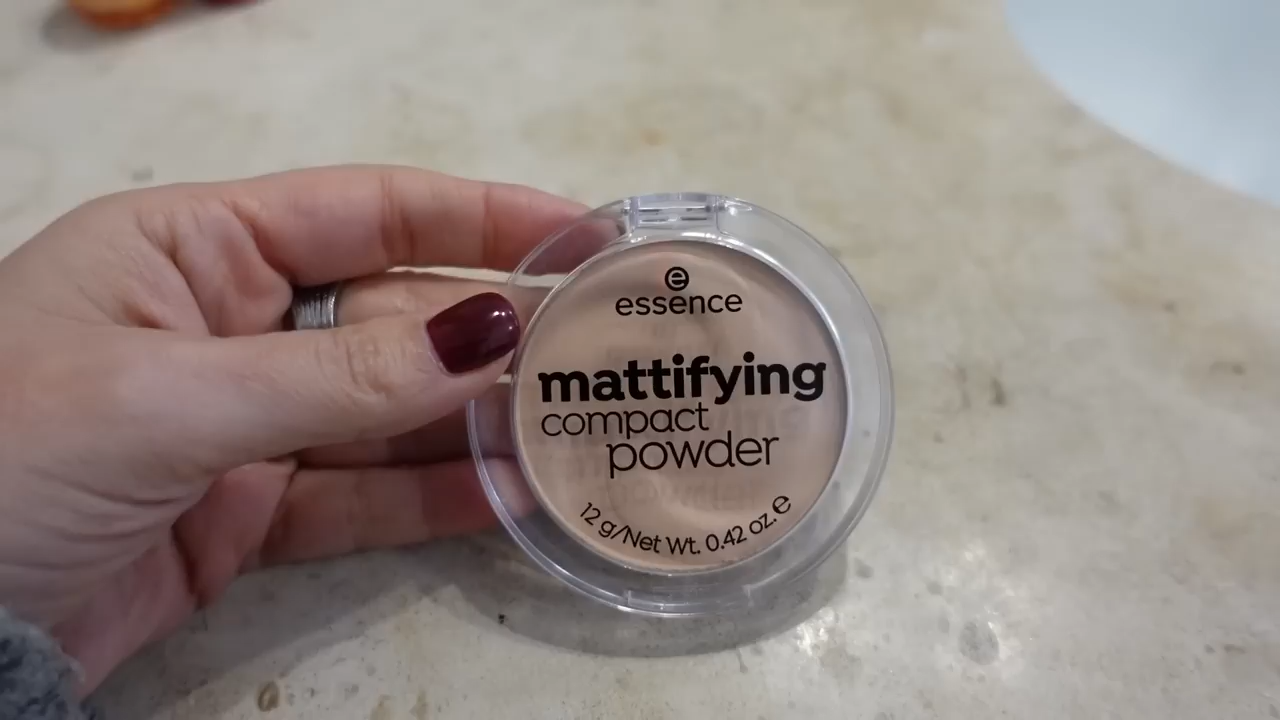 essence
mattifying
compact
powder
12 g/Net Wt. 0.42 oz. ℮